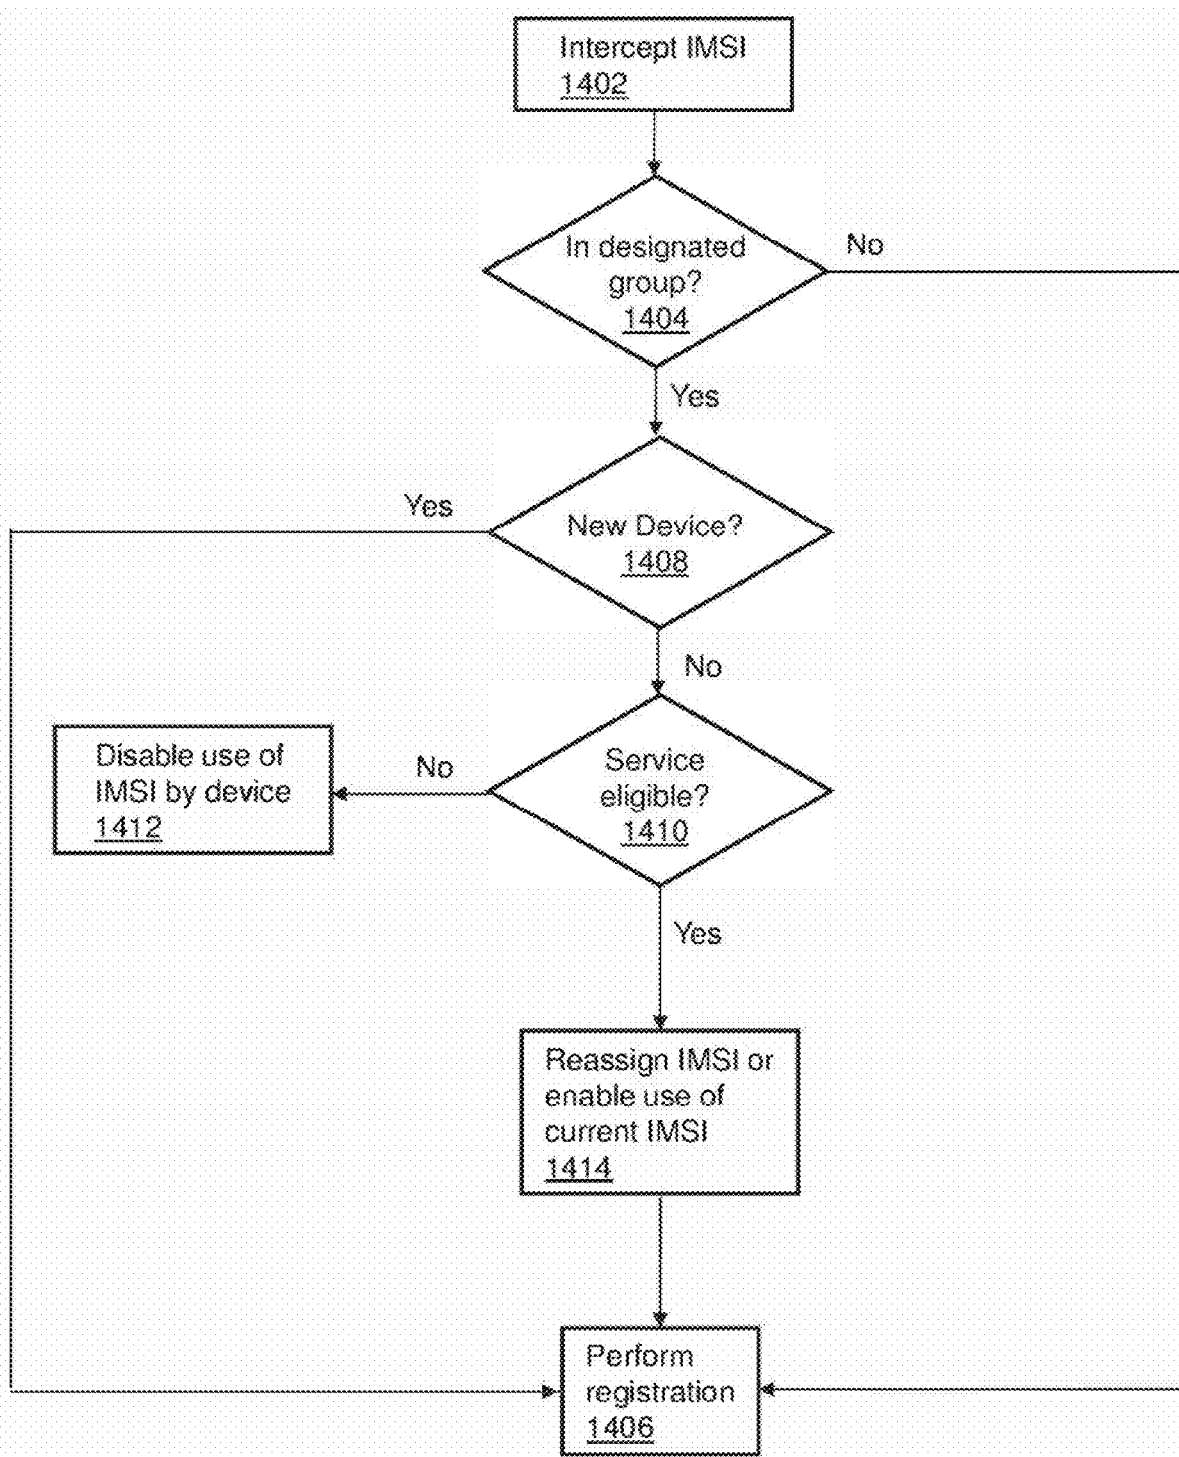 Intercept IMSI
1402
In designated
group?
1404
No
Yes
New Device?
1408
Yes
No
Service
eligible?
1410
No
Disable use of
IMSI by device
1412
Yes
Reassign IMSI or
enable use of
current IMSI
1414
Perform
registration
1406